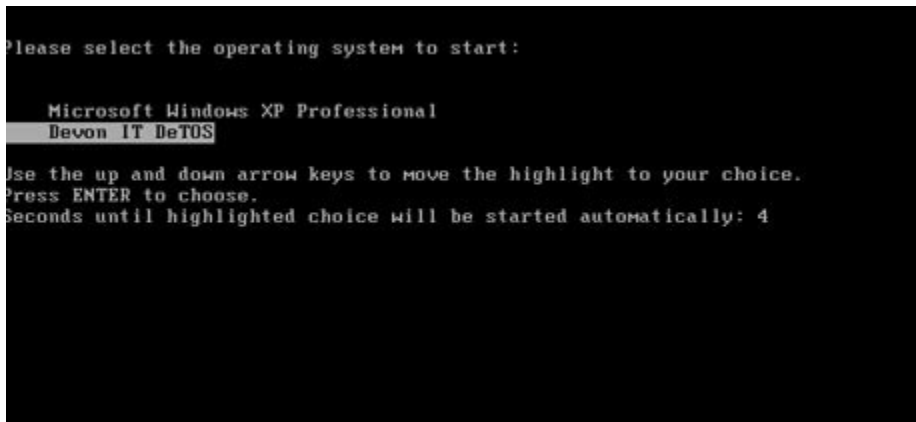 Please select the operating system to start:
Microsoft Windows XP Professional
Devon IT DeTOS
Use the up and down arrow keys to move the highlight to your choice.
Press ENTER to choose.
Seconds until highlighted choice will be started automatically: 4